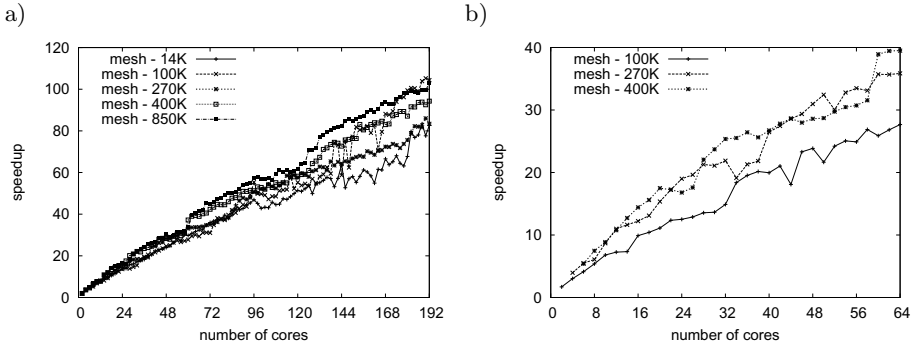 a)
120
100
80
60
40
20
0
speedup
mesh - 14K
mesh - 100K
mesh - 270K
mesh - 400K
mesh - 850K
0 24 48 72 96 120 144 168 192
number of cores
b)
40
30
20
10
0
speedup
mesh - 100K
mesh - 270K
mesh - 400K
0 8 16 24 32 40 48 56 64
number of cores